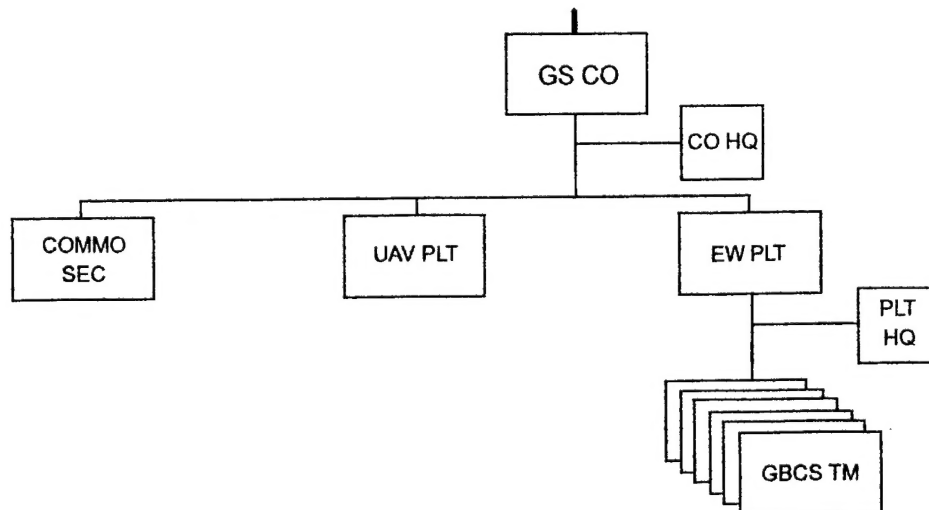 GS CO
CO HQ
COMMO
SEC
UAV PLT
EW PLT
PLT
HQ
GBCS TM